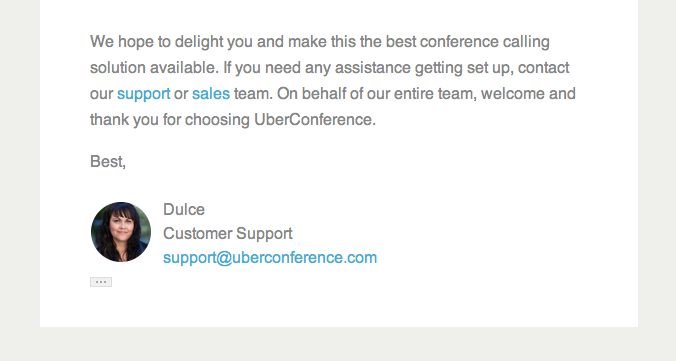 We hope to delight you and make this the best conference calling
solution available. If you need any assistance getting set up, contact
our support or sales team. On behalf of our entire team, welcome and
thank you for choosing UberConference.
Best,
Dulce
Customer Support
support@uberconference.com